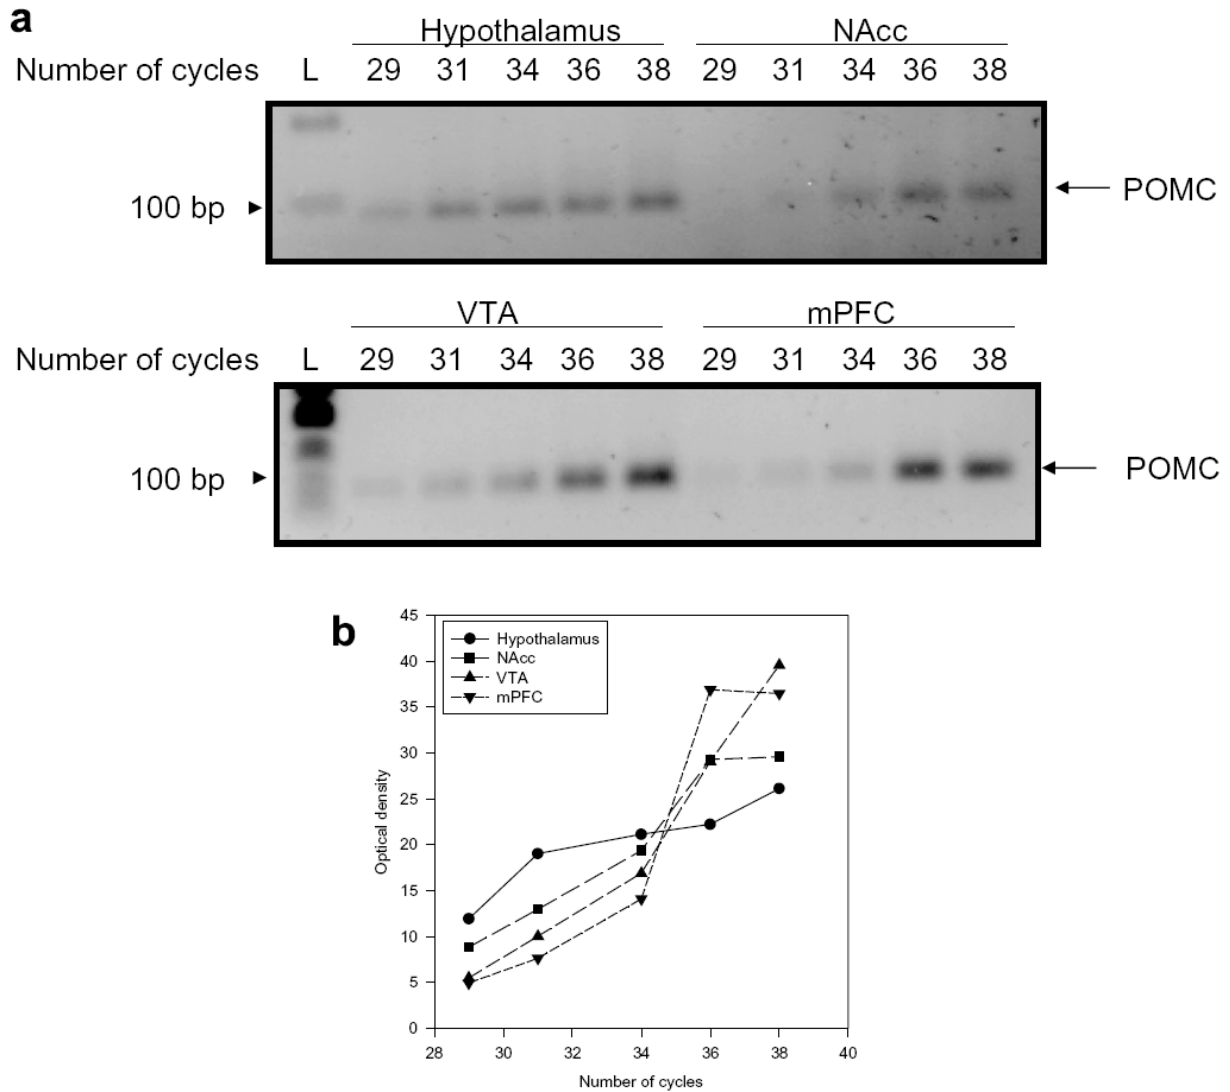 a
Hypothalamus NAcc
Number of cycles L 29 31 34 36 38 29 31 34 36 38
100 bp POMC
VTA mPFC
Number of cycles L 29 31 34 36 38 29 31 34 36 38
100 bp POMC
b
Hypothalamus
NAcc
VTA
mPFC
Optical density
45
40
35
30
25
20
15
10
5
0
28 30 32 34 36 38 40
Number of cycles